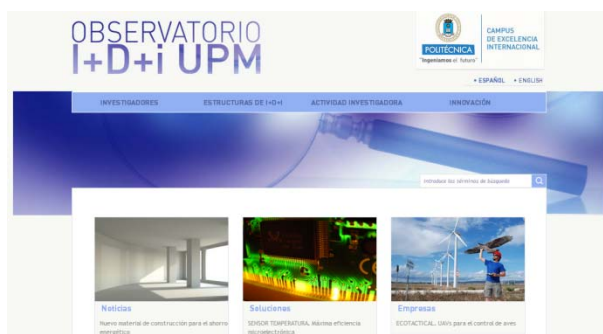 OBSERVATORIO
I+D+i UPM
POLITÉCNICA
"Ingeniamos el futuro"
CAMPUS
DE EXCELENCIA
INTERNACIONAL
ESPAÑOL
ENGLISH
INVESTIGADORES
ESTRUCTURAS DE I+D+I
ACTIVIDAD INVESTIGADORA
INNOVACIÓN
Introduce los términos de búsqueda
Noticias
Nuevo material de construcción para el ahorro
energético
Soluciones
SENSOR TEMPERATURA. Máxima eficiencia
microelectrónica
Empresas
ECOTACTICAL, UAVs para el control de aves